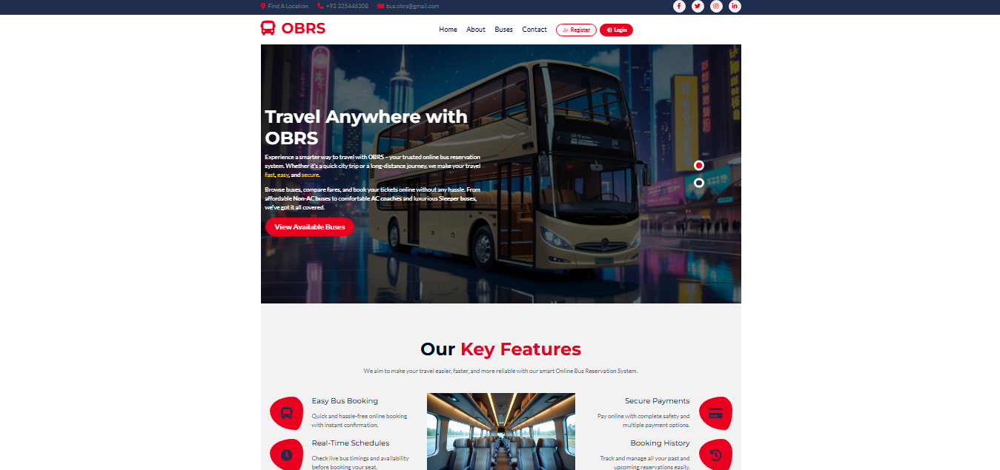 Find A Location +92 325446308 bus.obrs@gmail.com
OBRS
Home About Buses Contact Register Login
Travel Anywhere with
OBRS
Experience a smarter way to travel with OBRS – your trusted online bus reservation
system. Whether it's a quick city trip or a long-distance journey, we make your travel
fast, easy, and secure.
Browse buses, compare fares, and book your tickets online without any hassle. From
affordable Non-AC buses to comfortable AC coaches and luxurious Sleeper buses,
we've got it all covered.
View Available Buses
Our Key Features
We aim to make your travel easier, faster, and more reliable with our smart Online Bus Reservation System.
Easy Bus Booking
Quick and hassle-free online booking
with instant confirmation.
Real-Time Schedules
Check live bus timings and availability
before booking your seat.
Secure Payments
Pay online with complete safety and
multiple payment options.
Booking History
Track and manage all your past and
upcoming reservations easily.